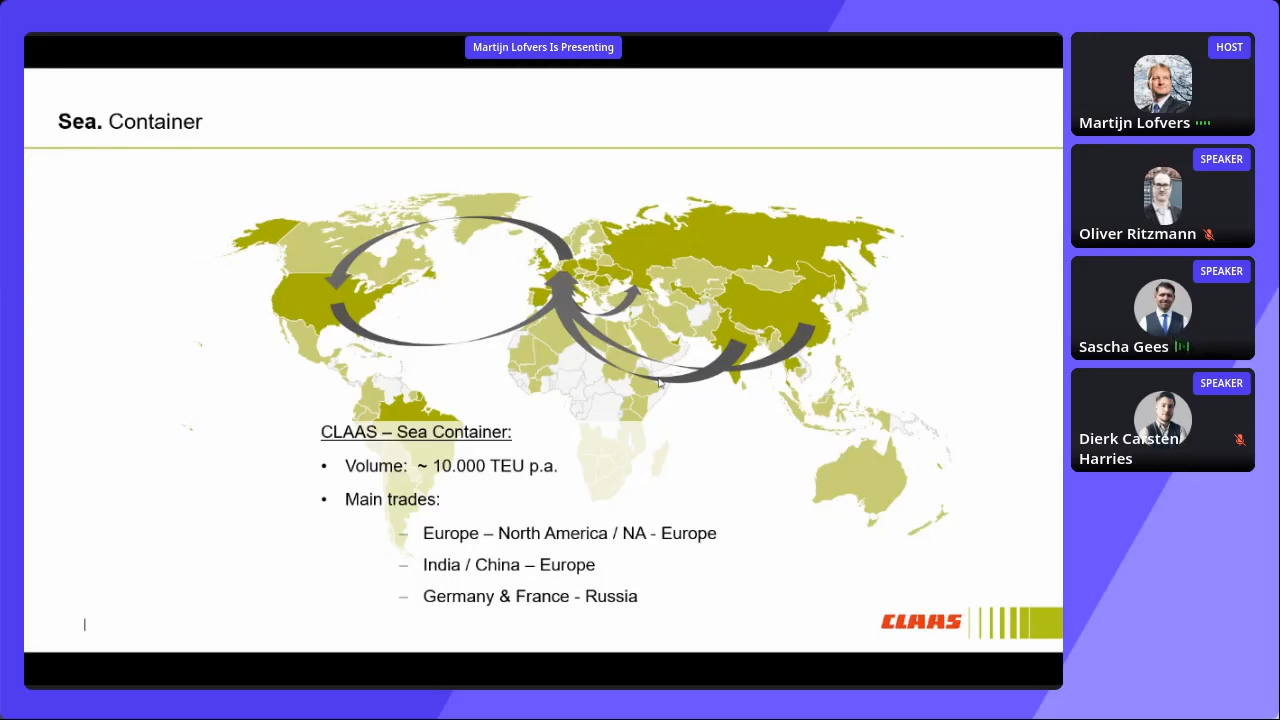 Martijn Lofvers Is Presenting
Sea. Container
CLAAS – Sea Container:
• Volume: ~ 10.000 TEU p.a.
• Main trades:
– Europe – North America / NA - Europe
– India / China – Europe
– Germany & France - Russia
|
CLAAS
HOST
Martijn Lofvers
SPEAKER
Oliver Ritzmann
SPEAKER
Sascha Gees
SPEAKER
Dierk Carsten
Harries